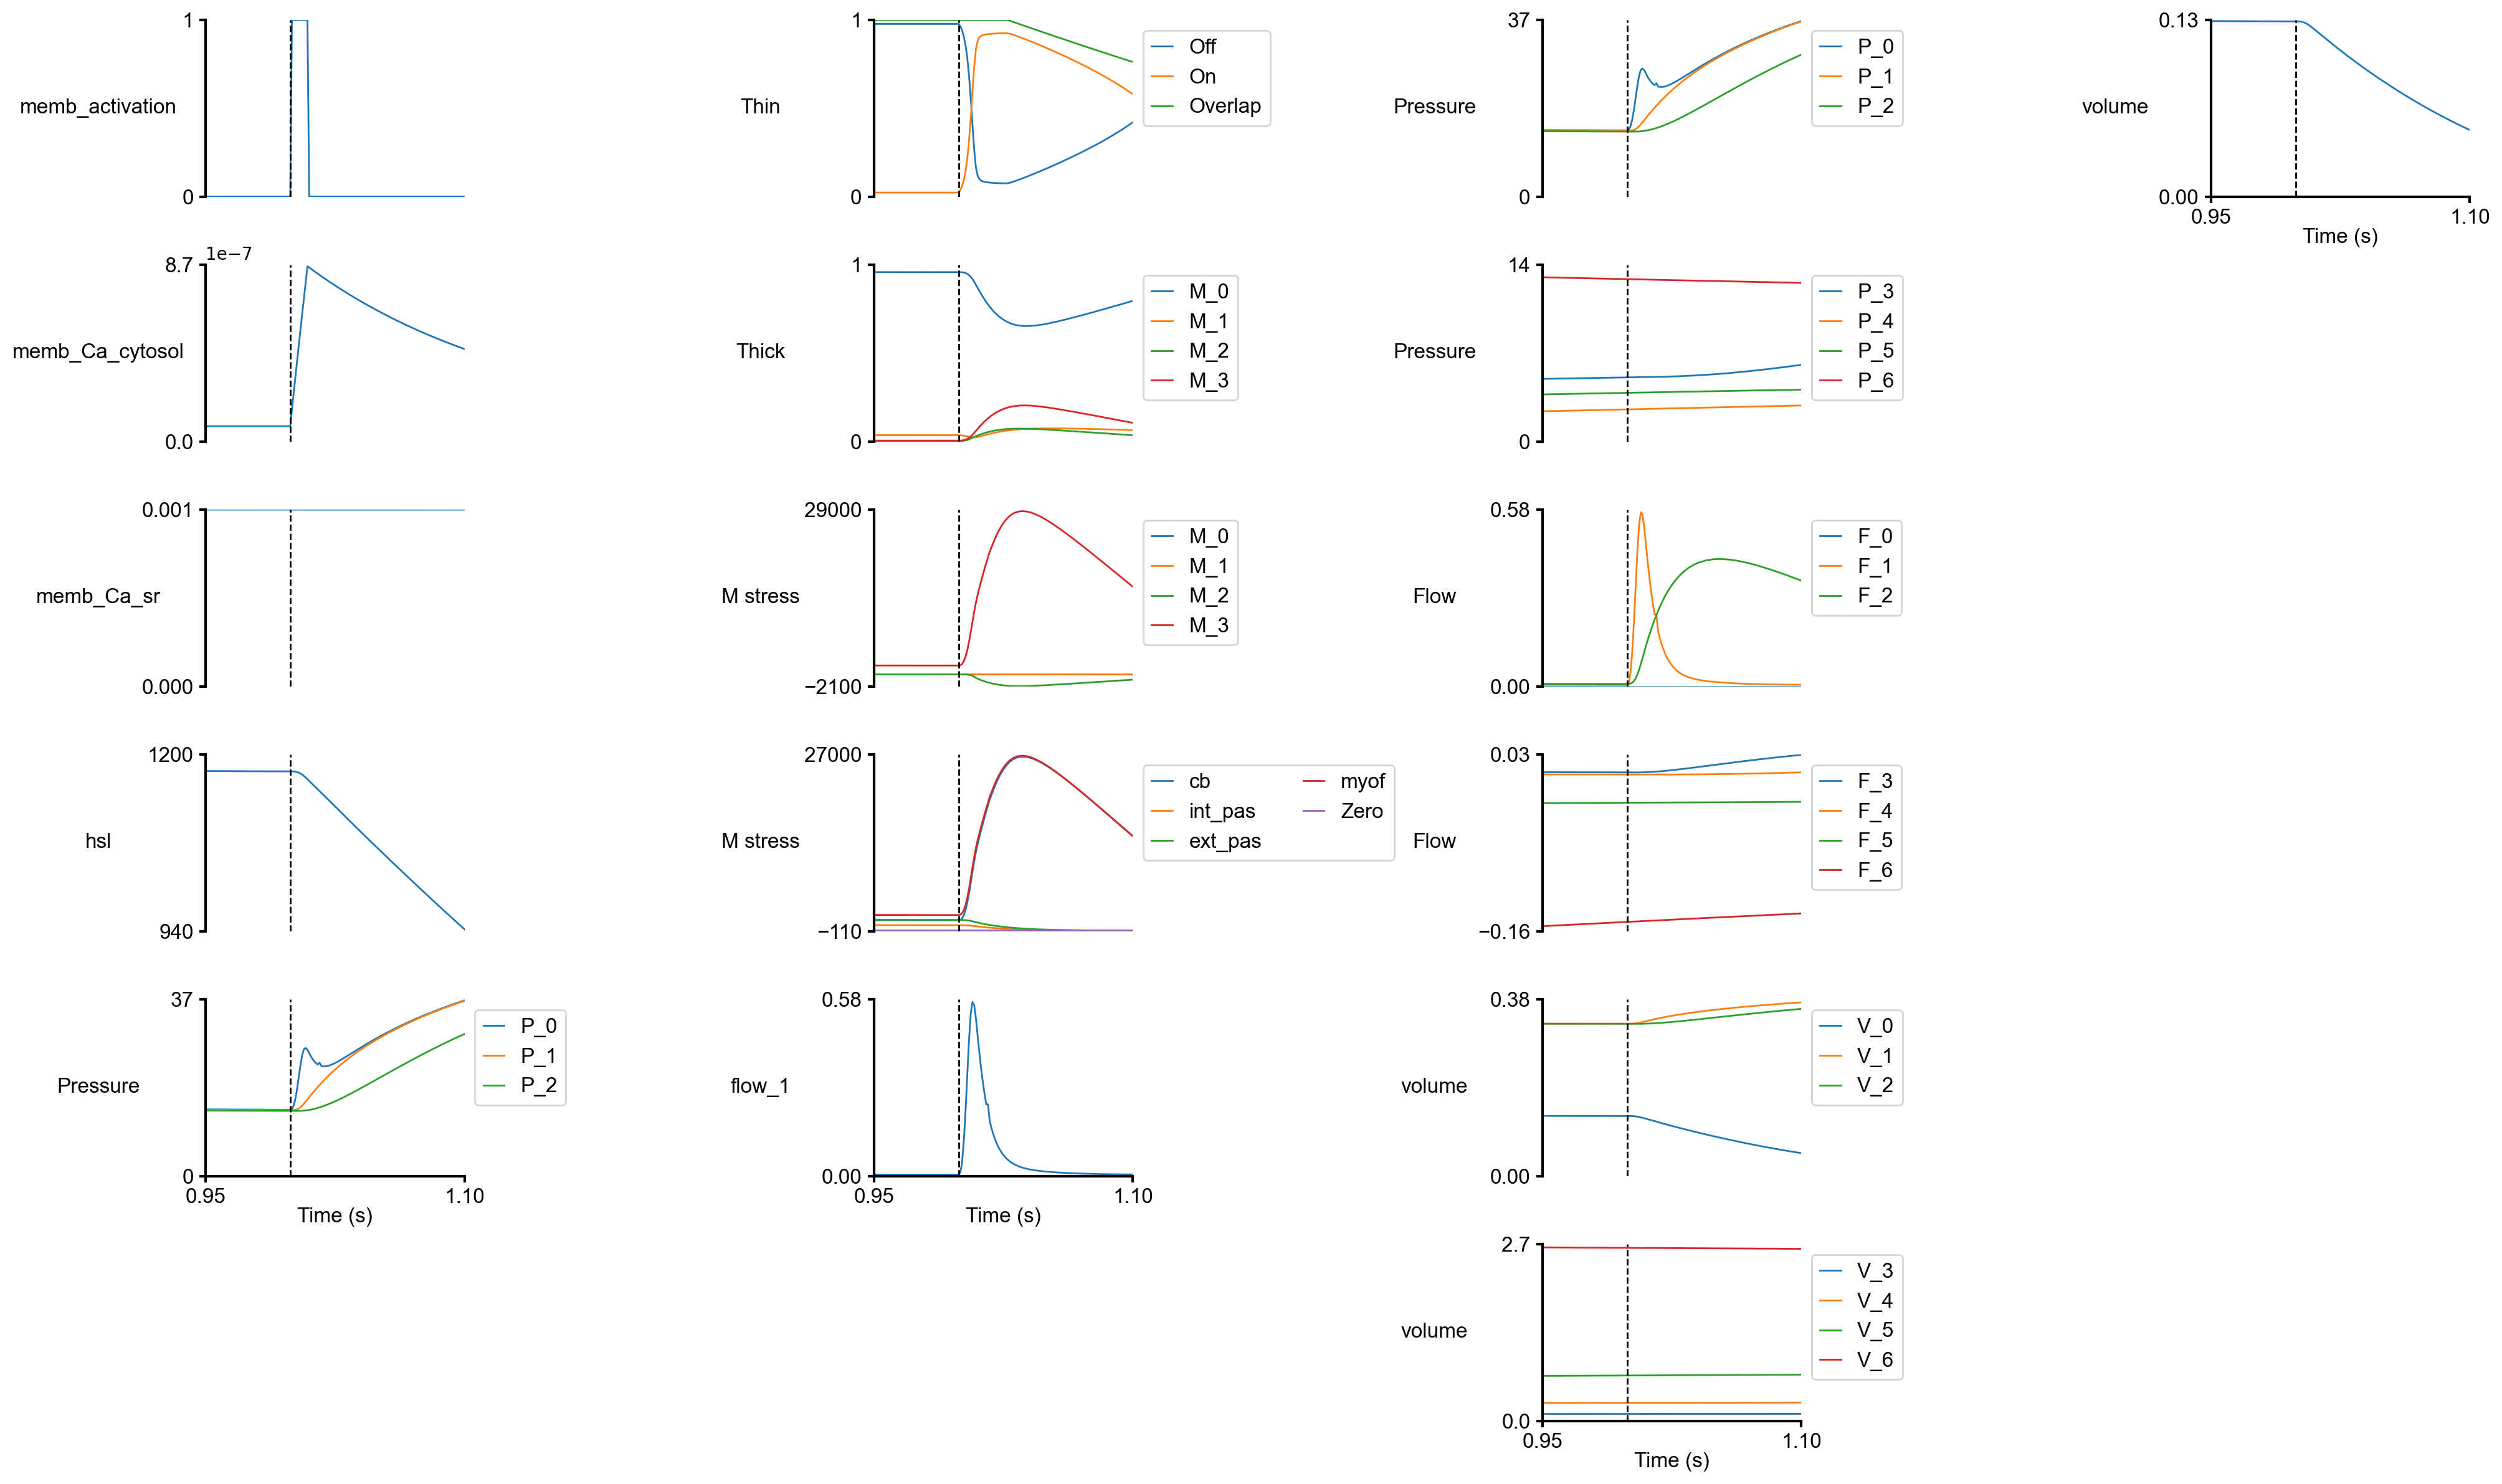 memb_activation
1
0
1e−7
memb_Ca_cytosol
8.7
0.0
memb_Ca_sr
0.001
0.000
hsl
1200
940
Pressure
37
0
0.95
1.10
Time (s)
P_0
P_1
P_2
Thin
1
0
Off
On
Overlap
Thick
1
0
M_0
M_1
M_2
M_3
M stress
29000
−2100
M_0
M_1
M_2
M_3
M stress
27000
−110
cb
int_pas
ext_pas
myof
Zero
flow_1
0.58
0.00
0.95
1.10
Time (s)
Pressure
37
0
P_0
P_1
P_2
Pressure
14
0
P_3
P_4
P_5
P_6
Flow
0.58
0.00
F_0
F_1
F_2
Flow
0.03
−0.16
F_3
F_4
F_5
F_6
volume
0.38
0.00
V_0
V_1
V_2
volume
2.7
0.0
0.95
1.10
Time (s)
V_3
V_4
V_5
V_6
volume
0.13
0.00
0.95
1.10
Time (s)